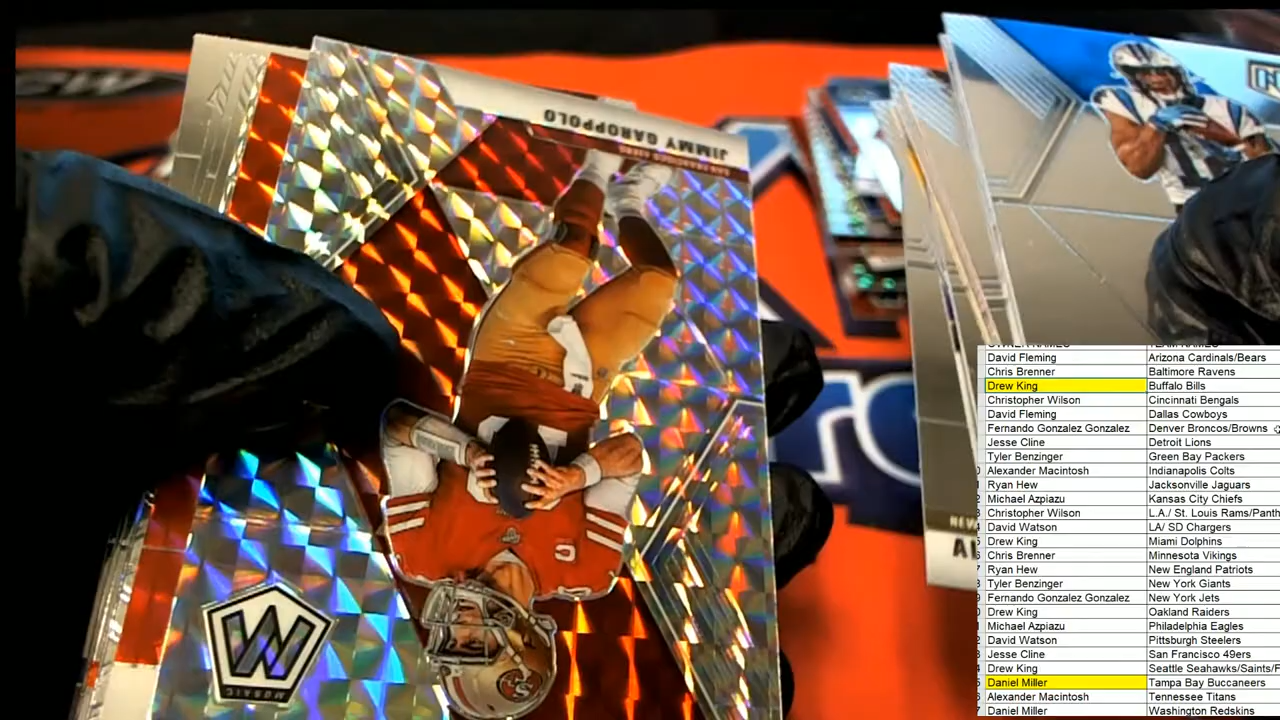 JIMMY GAROPPOLO
SAN FRANCISCO 49ERS
MOSAIC
David Fleming Arizona Cardinals/Bears
Chris Brenner Baltimore Ravens
Drew King Buffalo Bills
Christopher Wilson Cincinnati Bengals
David Fleming Dallas Cowboys
Fernando Gonzalez Gonzalez Denver Broncos/Browns
Jesse Cline Detroit Lions
Tyler Benzinger Green Bay Packers
Alexander Macintosh Indianapolis Colts
Ryan Hew Jacksonville Jaguars
Michael Azpiazu Kansas City Chiefs
Christopher Wilson L.A./ St. Louis Rams/Panth
David Watson LA/ SD Chargers
Drew King Miami Dolphins
Chris Brenner Minnesota Vikings
Ryan Hew New England Patriots
Tyler Benzinger New York Giants
Fernando Gonzalez Gonzalez New York Jets
Drew King Oakland Raiders
Michael Azpiazu Philadelphia Eagles
David Watson Pittsburgh Steelers
Jesse Cline San Francisco 49ers
Drew King Seattle Seahawks/Saints/F
Daniel Miller Tampa Bay Buccaneers
Alexander Macintosh Tennessee Titans
Daniel Miller Washington Redskins